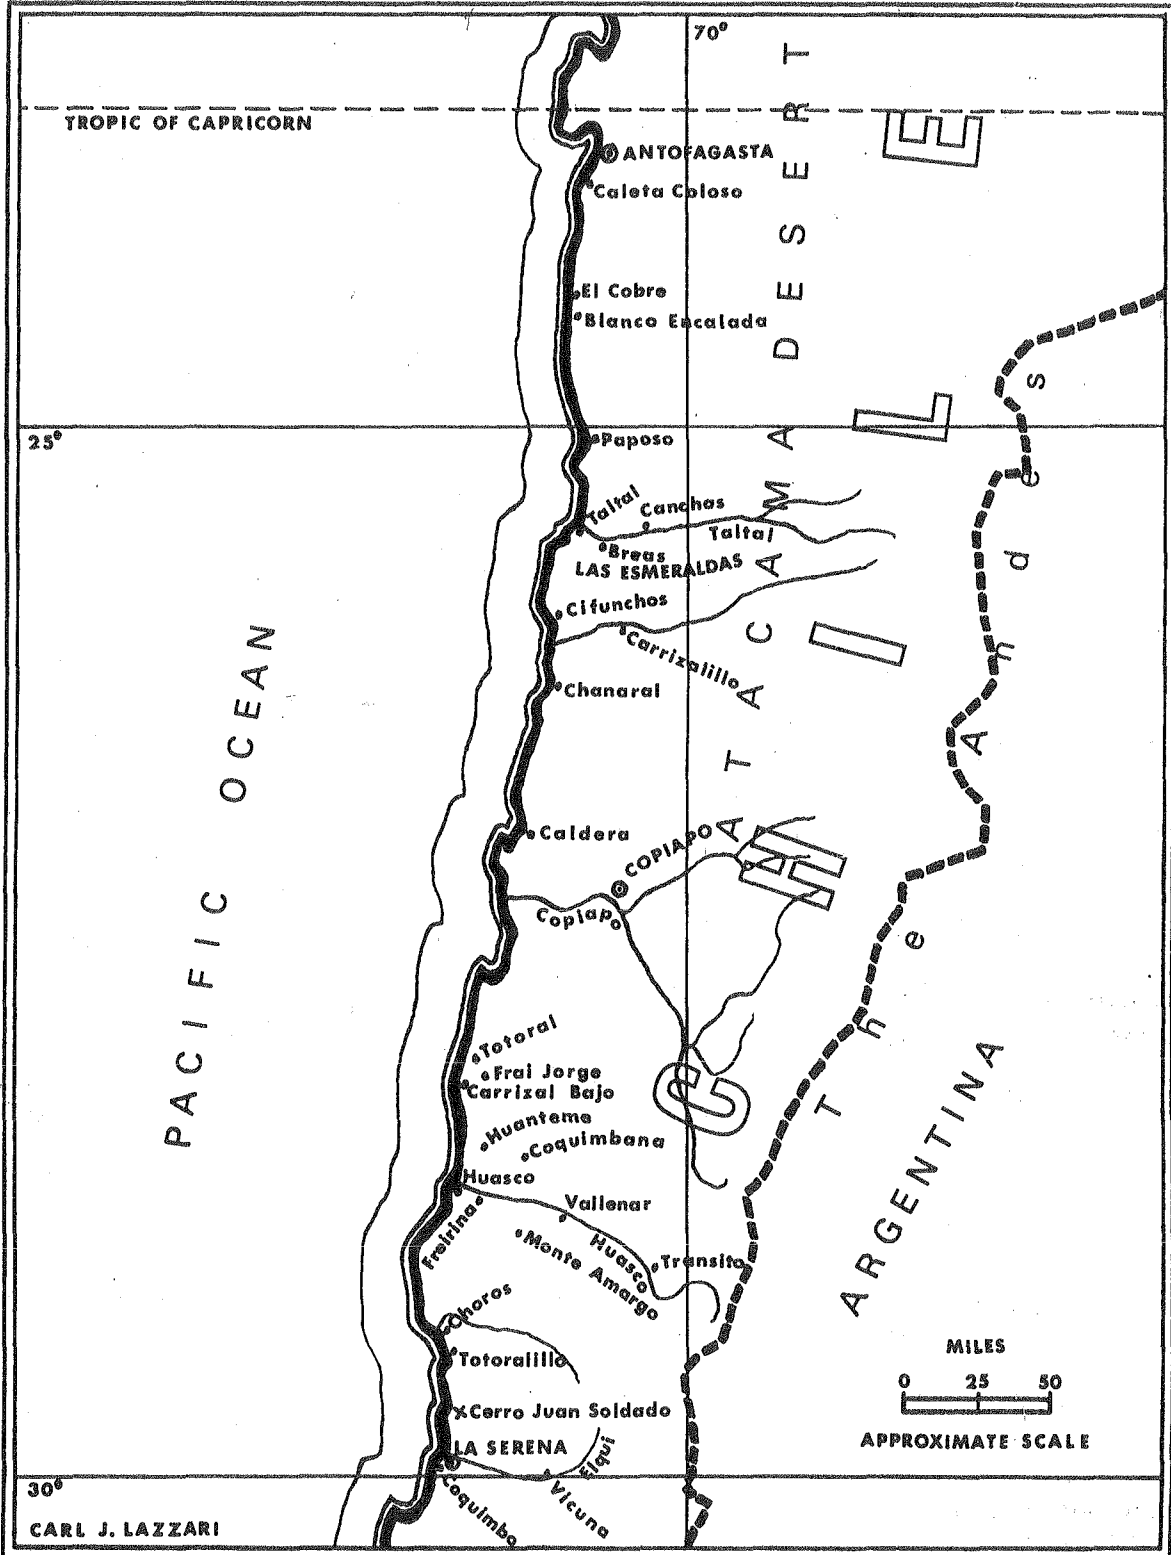 70°
TROPIC OF CAPRICORN
ANTOFAGASTA
Caleta Coloso
El Cobre
Blanco Encalada
25°
Paposo
Taltal
Canchas
Taltal
Breas
LAS ESMERALDAS
Cifunchos
Carrizalillo
Chanaral
Caldera
COPIAPO
Copiapo
ATACAMA DESERT
CHILE
The Andes
PACIFIC OCEAN
ARGENTINA
Totoral
Frai Jorge
Carrizal Bajo
Huanteme
Coquimbana
Huasco
Freirina
Vallenar
Huasco
Monte Amargo
Transito
Choros
Totoralillo
Cerro Juan Soldado
LA SERENA
Elqui
Coquimbo
Vicuna
30°
MILES
0 25 50
APPROXIMATE SCALE
CARL J. LAZZARI